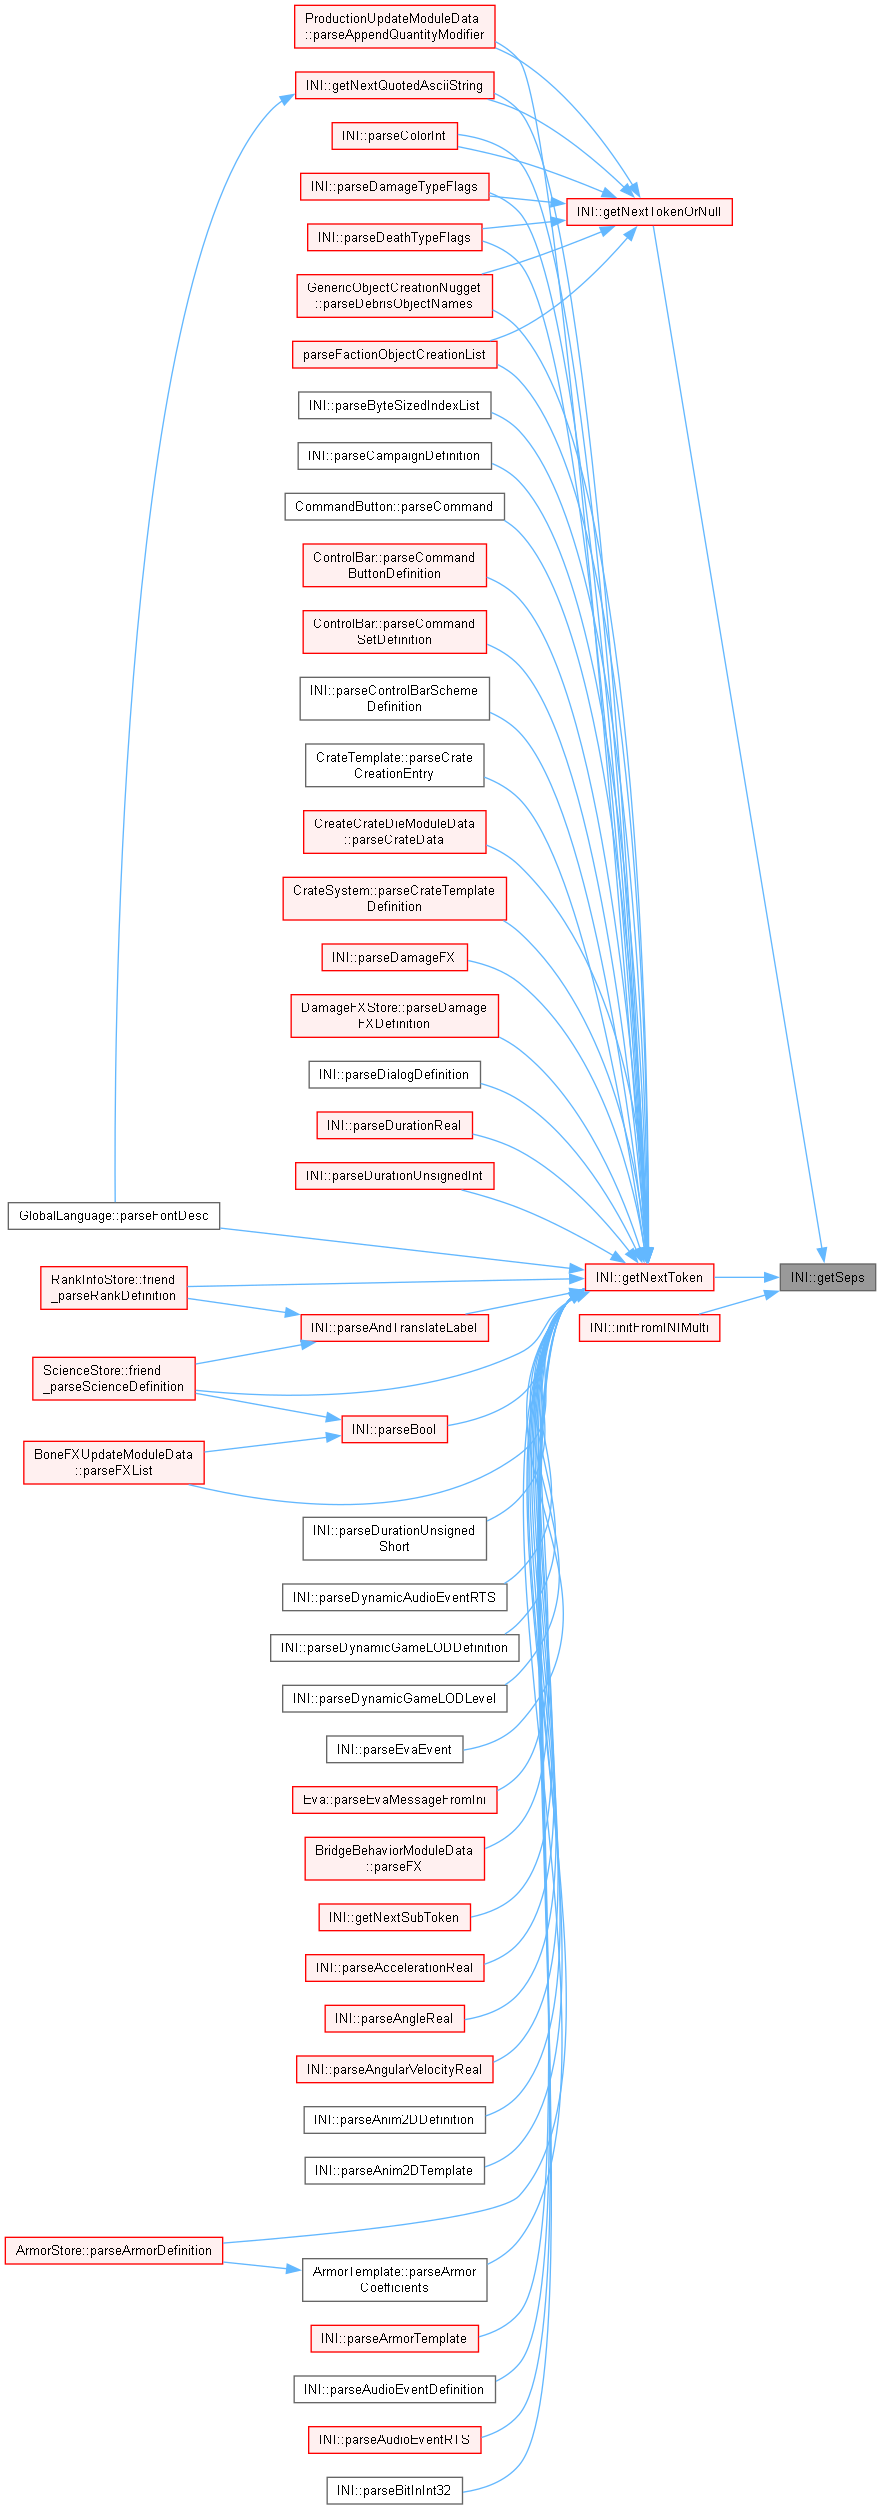 ProductionUpdateModuleData
::parseAppendQuantityModifier
INI::getNextQuotedAsciiString
INI::parseColorInt
INI::parseDamageTypeFlags
INI::getNextTokenOrNull
INI::parseDeathTypeFlags
GenericObjectCreationNugget
::parseDebrisObjectNames
parseFactionObjectCreationList
INI::parseByteSizedIndexList
INI::parseCampaignDefinition
CommandButton::parseCommand
ControlBar::parseCommand
ButtonDefinition
ControlBar::parseCommand
SetDefinition
INI::parseControlBarScheme
Definition
CrateTemplate::parseCrate
CreationEntry
CreateCrateDieModuleData
::parseCrateData
CrateSystem::parseCrateTemplate
Definition
INI::parseDamageFX
DamageFXStore::parseDamage
FXDefinition
INI::parseDialogDefinition
INI::parseDurationReal
INI::parseDurationUnsignedInt
GlobalLanguage::parseFontDesc
RankInfoStore::friend
_parseRankDefinition
INI::getNextToken
INI::getSeps
INI::parseAndTranslateLabel
INI::initFromINIMulti
ScienceStore::friend
_parseScienceDefinition
INI::parseBool
BoneFXUpdateModuleData
::parseFXList
INI::parseDurationUnsigned
Short
INI::parseDynamicAudioEventRTS
INI::parseDynamicGameLODDefinition
INI::parseDynamicGameLODLevel
INI::parseEvaEvent
Eva::parseEvaMessageFromIni
BridgeBehaviorModuleData
::parseFX
INI::getNextSubToken
INI::parseAccelerationReal
INI::parseAngleReal
INI::parseAngularVelocityReal
INI::parseAnim2DDefinition
INI::parseAnim2DTemplate
ArmorStore::parseArmorDefinition
ArmorTemplate::parseArmor
Coefficients
INI::parseArmorTemplate
INI::parseAudioEventDefinition
INI::parseAudioEventRTS
INI::parseBitInInt32